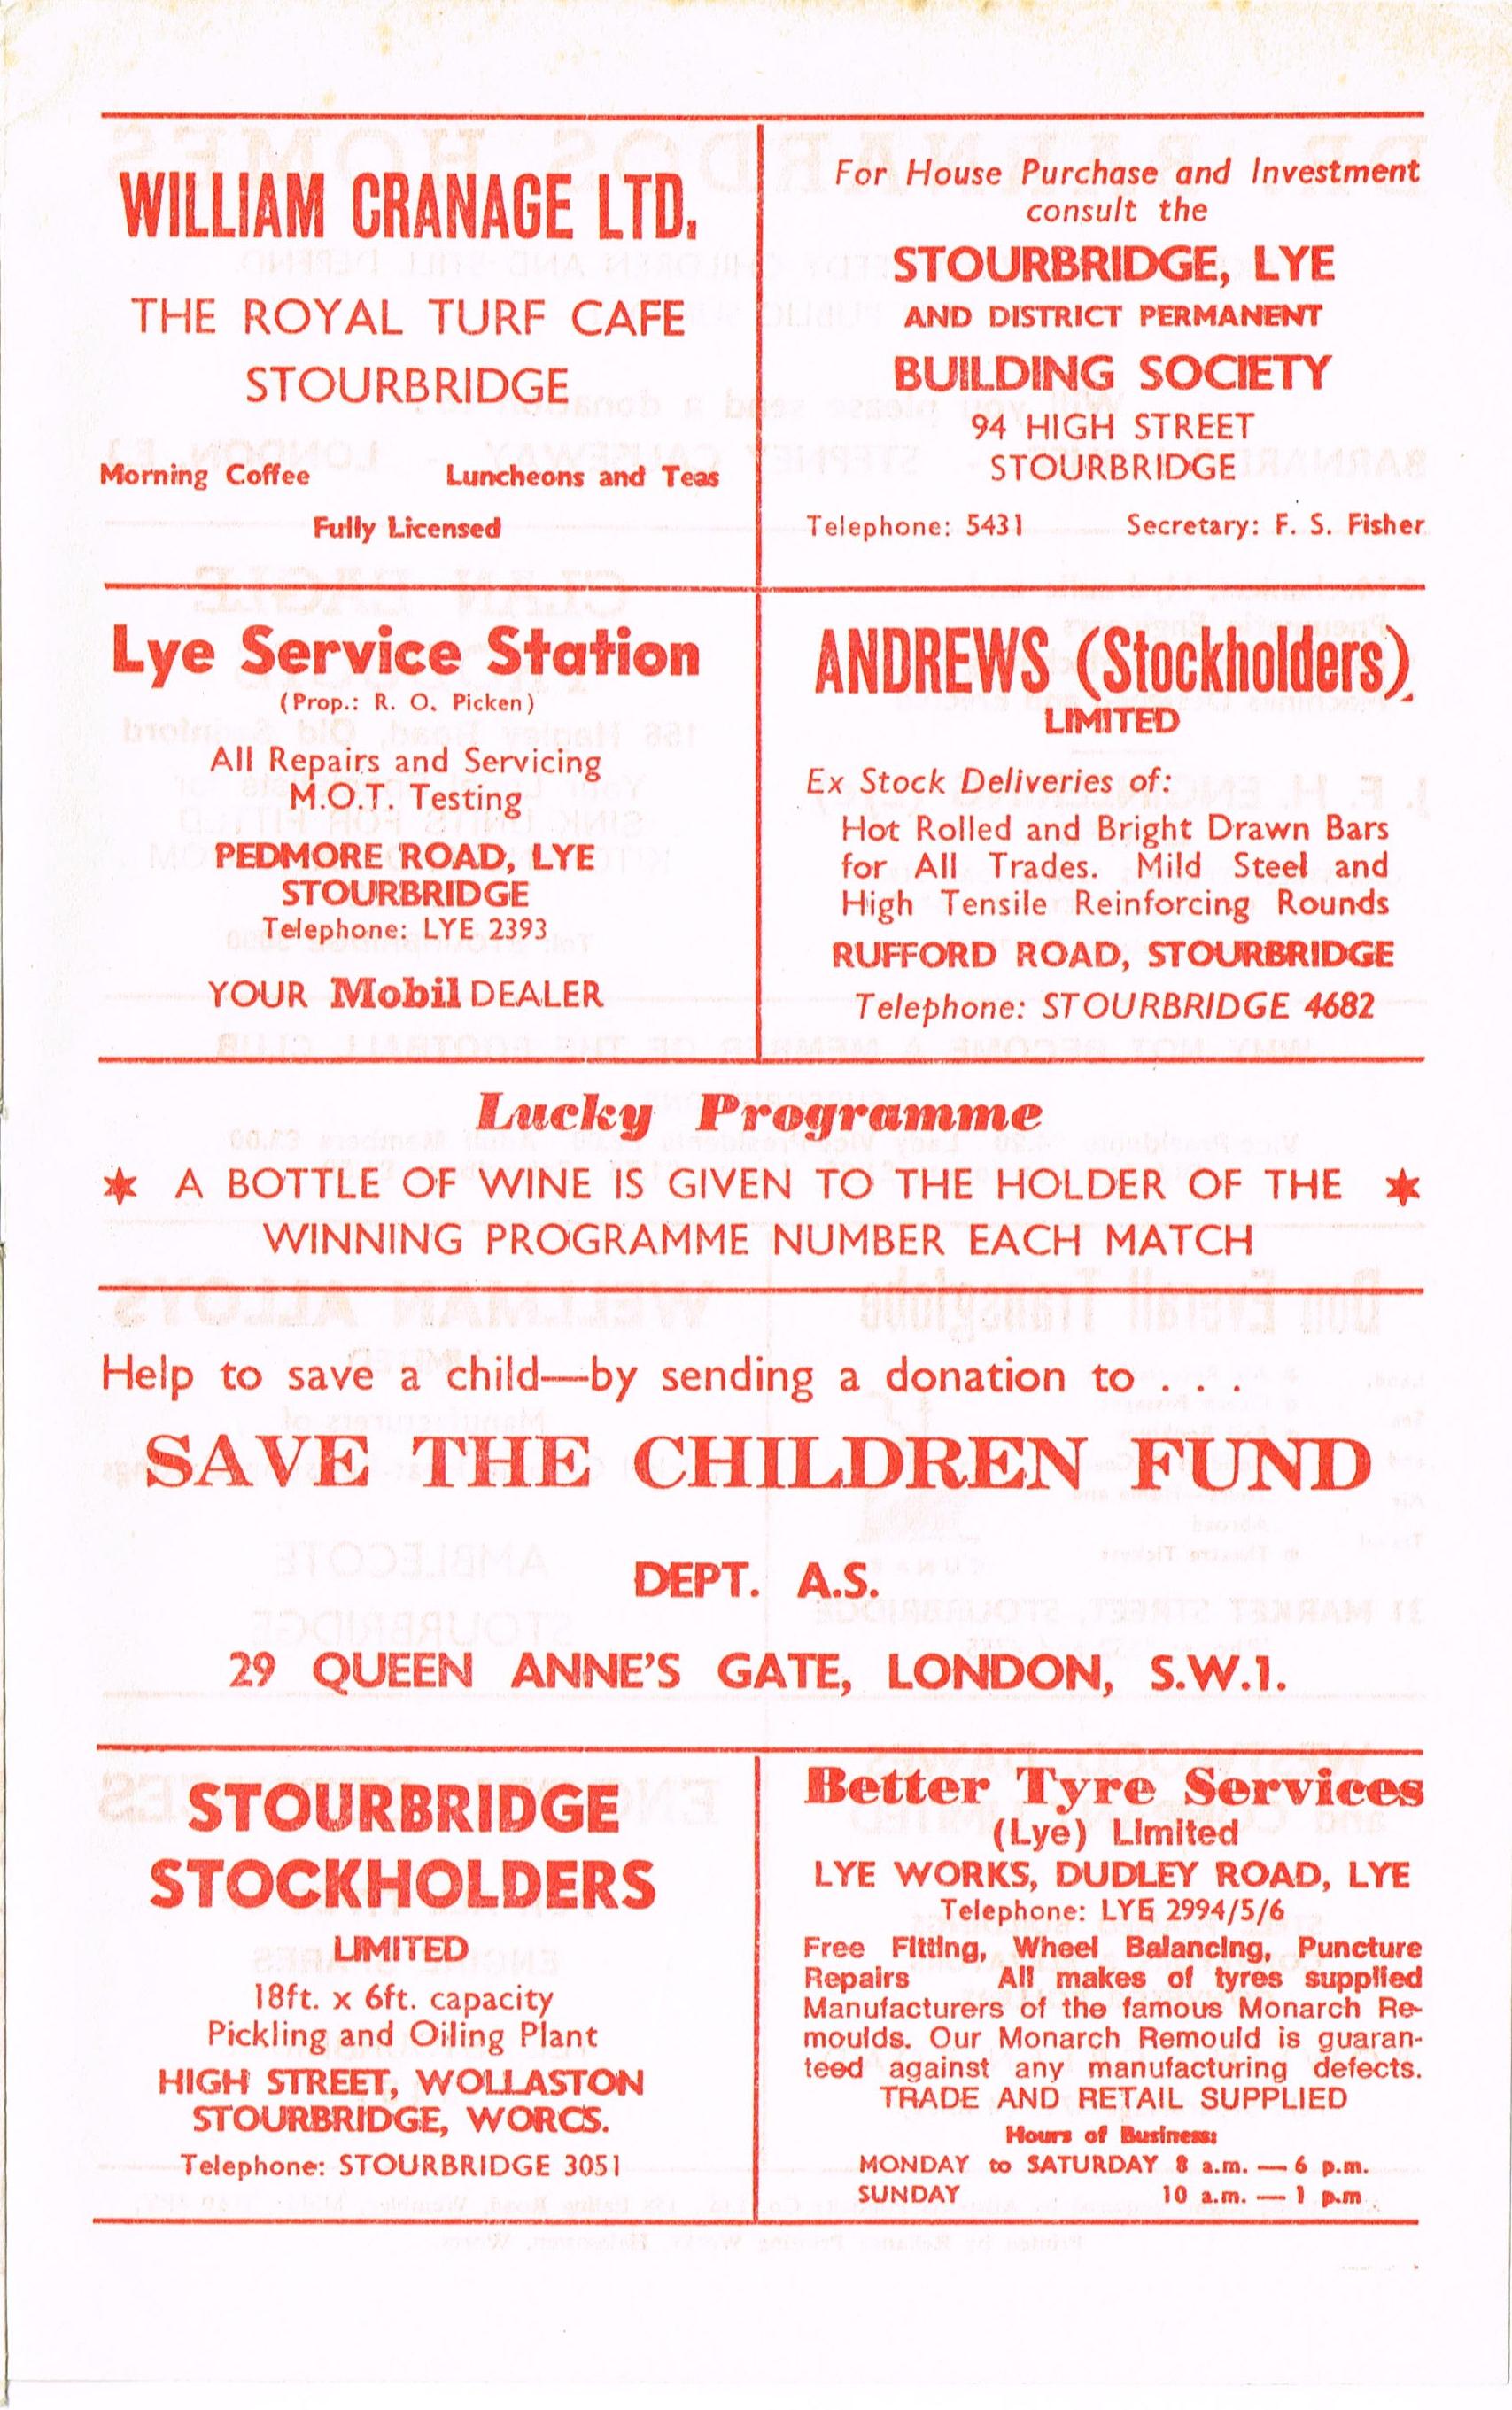 WILLIAM CRANAGE LTD.
THE ROYAL TURF CAFE
STOURBRIDGE
Morning Coffee Luncheons and Teas
Fully Licensed
For House Purchase and Investment
consult the
STOURBRIDGE, LYE
AND DISTRICT PERMANENT
BUILDING SOCIETY
94 HIGH STREET
STOURBRIDGE
Telephone: 5431 Secretary: F. S. Fisher
Lye Service Station
(Prop.: R. O. Picken)
All Repairs and Servicing
M.O.T. Testing
PEDMORE ROAD, LYE
STOURBRIDGE
Telephone: LYE 2393
YOUR Mobil DEALER
ANDREWS (Stockholders)
LIMITED
Ex Stock Deliveries of:
Hot Rolled and Bright Drawn Bars
for All Trades. Mild Steel and
High Tensile Reinforcing Rounds
RUFFORD ROAD, STOURBRIDGE
Telephone: STOURBRIDGE 4682
Lucky Programme
★ A BOTTLE OF WINE IS GIVEN TO THE HOLDER OF THE ★
WINNING PROGRAMME NUMBER EACH MATCH
Help to save a child—by sending a donation to . . .
SAVE THE CHILDREN FUND
DEPT. A.S.
29 QUEEN ANNE'S GATE, LONDON, S.W.1.
STOURBRIDGE
STOCKHOLDERS
LIMITED
18ft. x 6ft. capacity
Pickling and Oiling Plant
HIGH STREET, WOLLASTON
STOURBRIDGE, WORCS.
Telephone: STOURBRIDGE 3051
Better Tyre Services
(Lye) Limited
LYE WORKS, DUDLEY ROAD, LYE
Telephone: LYE 2994/5/6
Free Fitting, Wheel Balancing, Puncture
Repairs All makes of tyres supplied
Manufacturers of the famous Monarch Re-
moulds. Our Monarch Remould is guaran-
teed against any manufacturing defects.
TRADE AND RETAIL SUPPLIED
Hours of Business:
MONDAY to SATURDAY 8 a.m. — 6 p.m.
SUNDAY 10 a.m. — 1 p.m